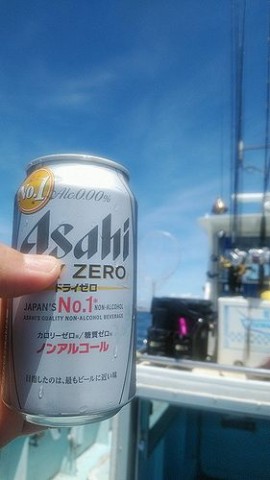 No.1
Alc.0.00%
Asahi
Y ZERO
ドライゼロ
JAPAN'S No.1* NON-ALCOHOL
ASAHI'S QUALITY NON-ALCOHOL BEVERAGE
カロリーゼロ※/糖質ゼロ※
ノンアルコール
目指したのは、最もビールに近い味